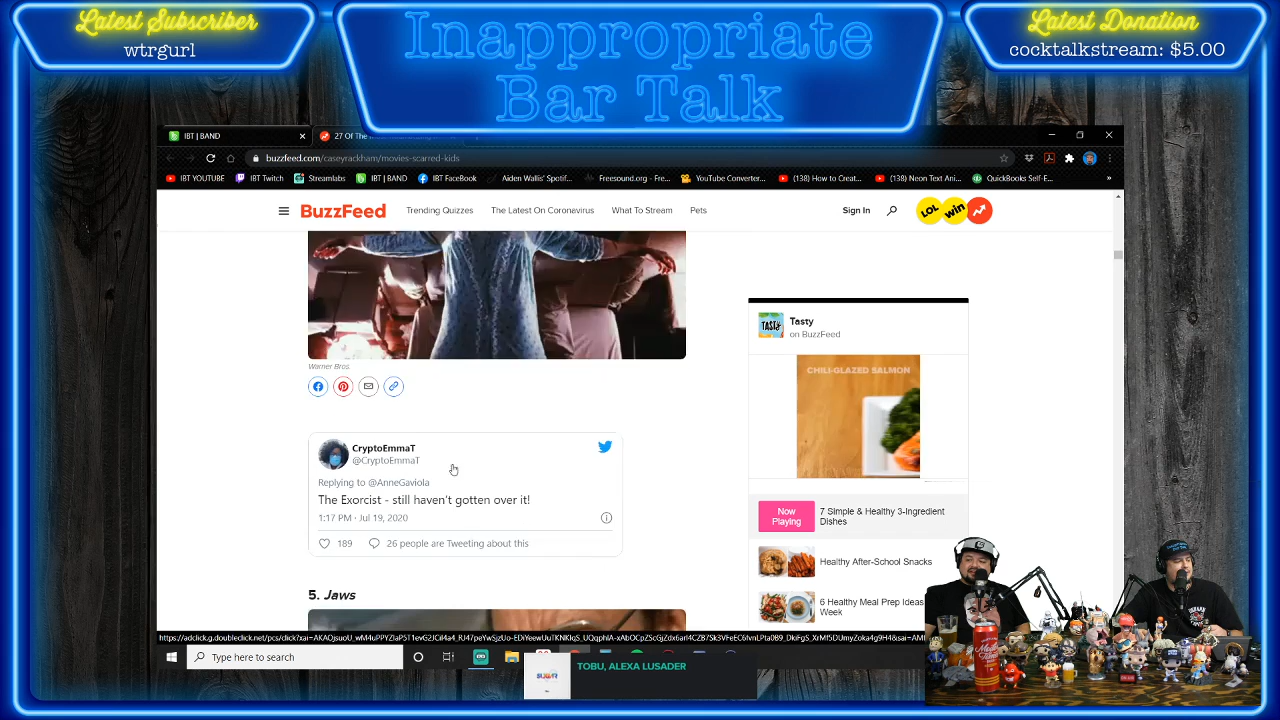 Latest Subscriber
wtrgurl
Inappropriate
Bar Talk
Latest Donation
cocktalkstream: $5.00
IBT | BAND
27 Of The
buzzfeed.com/caseyrackham/movies-scarred-kids
IBT YOUTUBE
IBT Twitch
Streamlabs
IBT | BAND
IBT FaceBook
Aiden Wallis' Spotif...
Freesound.org - Fre...
YouTube Converter...
(138) How to Creat...
(138) Neon Text Ani...
QuickBooks Self-E...
BuzzFeed
Trending Quizzes
The Latest On Coronavirus
What To Stream
Pets
Sign In
LOL
win
Warner Bros.
CryptoEmmaT
@CryptoEmmaT
Replying to @AnneGaviola
The Exorcist - still haven't gotten over it!
1:17 PM · Jul 19, 2020
189
26 people are Tweeting about this
5. Jaws
TASTY
Tasty
on BuzzFeed
CHILI-GLAZED SALMON
Now
Playing
7 Simple & Healthy 3-Ingredient
Dishes
Healthy After-School Snacks
6 Healthy Meal Prep Ideas
Week
Type here to search
TOBU, ALEXA LUSADER